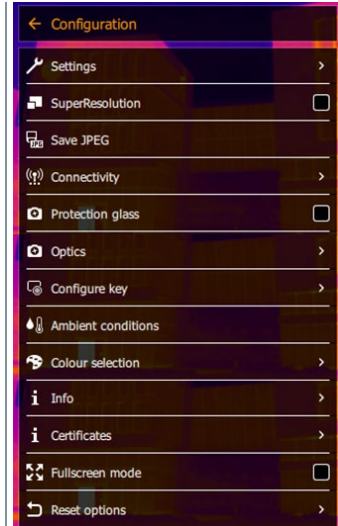 Configuration
Settings
SuperResolution
JPG Save JPEG
Connectivity
Protection glass
Optics
Configure key
Ambient conditions
Colour selection
Info
Certificates
Fullscreen mode
Reset options